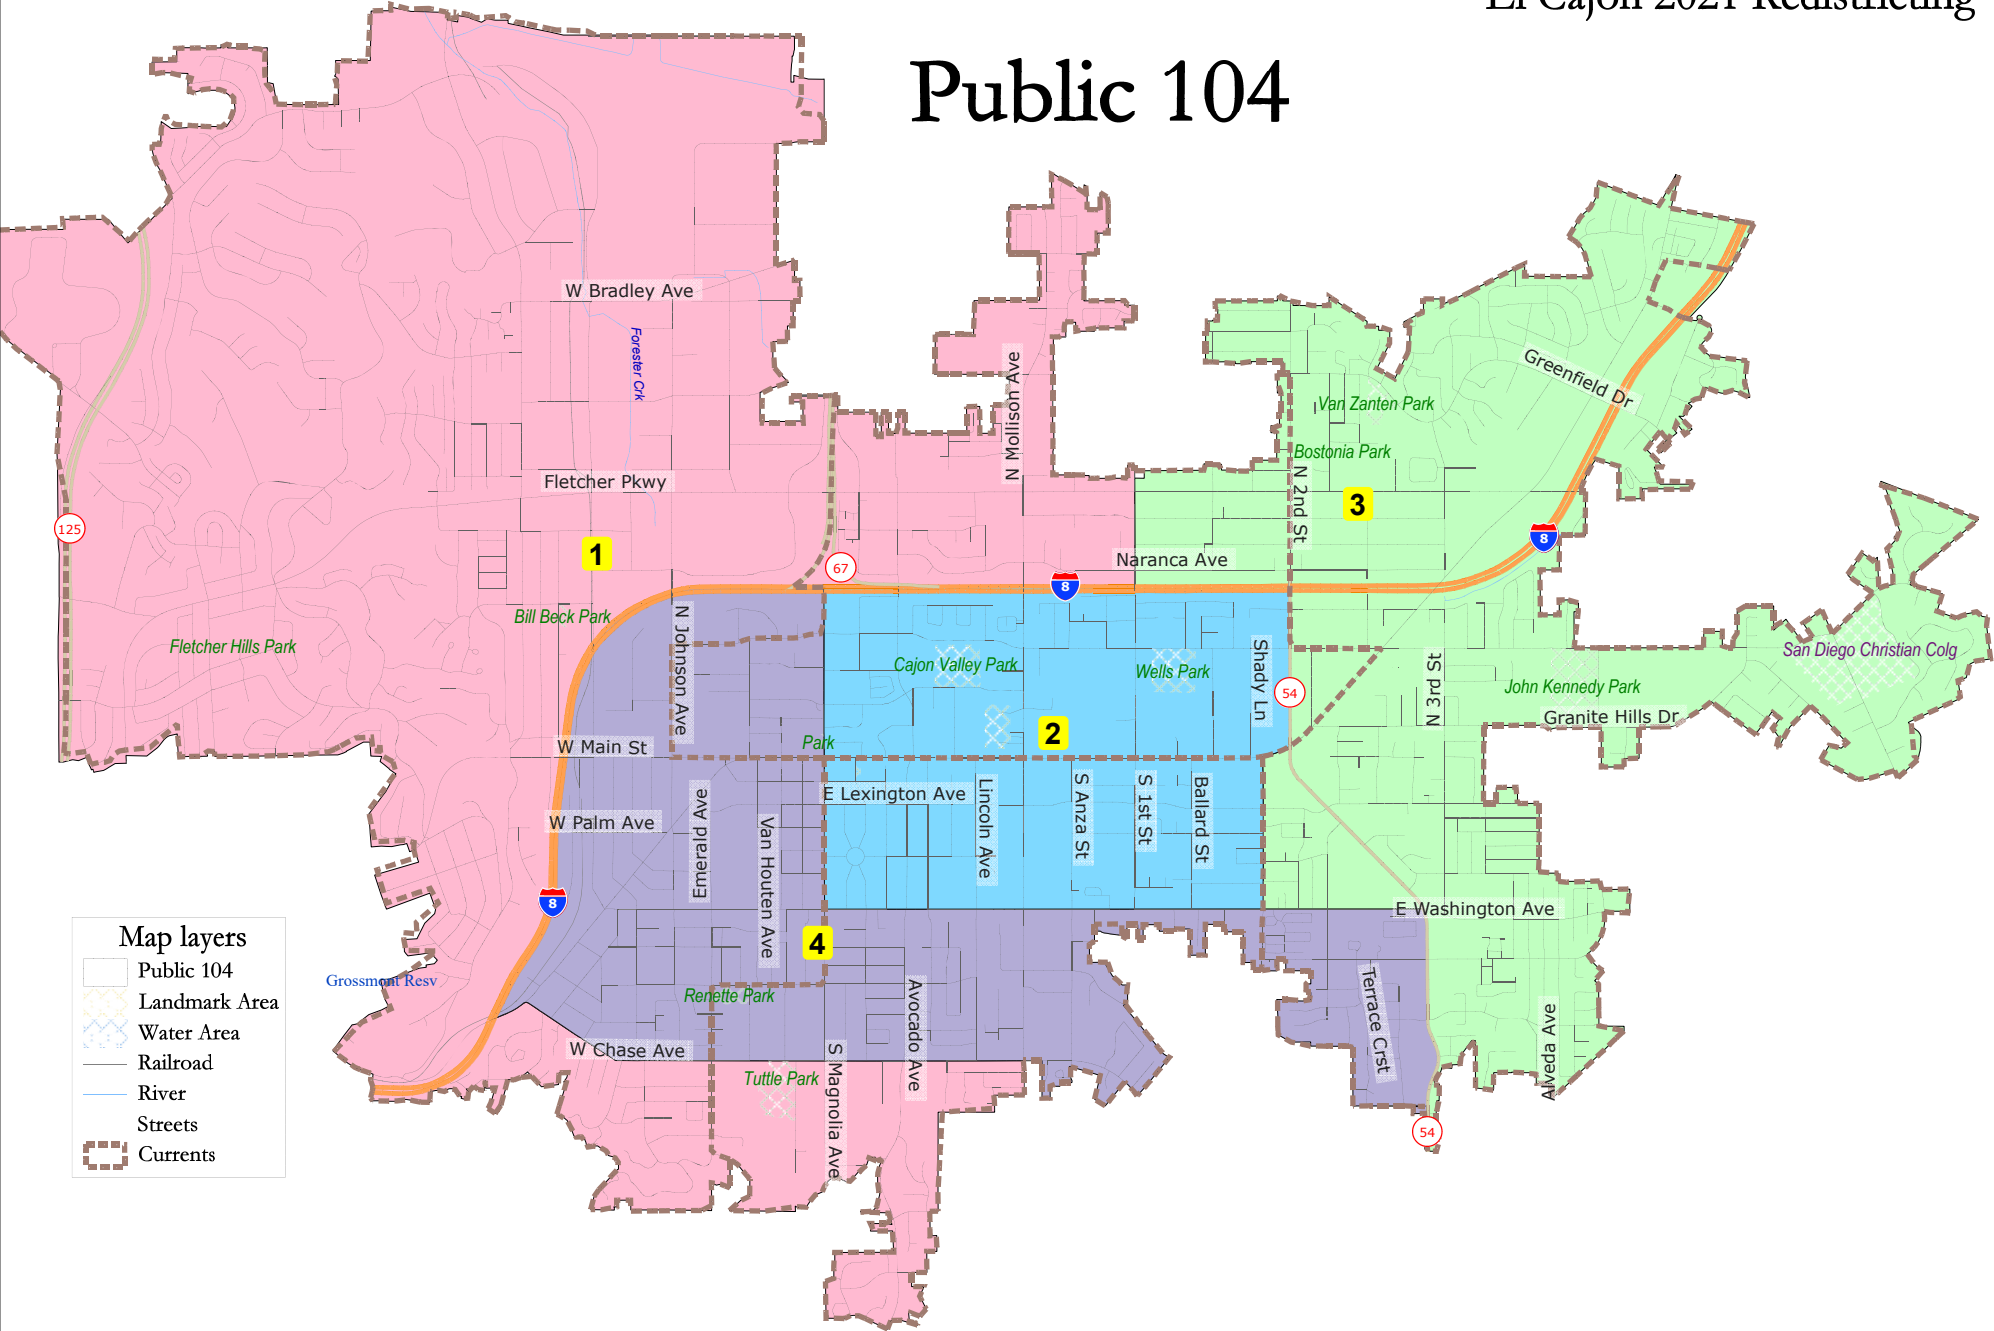 El Cajon 2021 Redistricting
Public 104
W Bradley Ave
Forester Crk
N Mollison Ave
Greenfield Dr
Van Zanten Park
Bostonia Park
Fletcher Pkwy
N 2nd St
3
125
1
67
Naranca Ave
8
8
Bill Beck Park
N Johnson Ave
Fletcher Hills Park
Cajon Valley Park
Wells Park
Shady Ln
54
N 3rd St
San Diego Christian Colg
John Kennedy Park
Granite Hills Dr
W Main St
Park
2
E Lexington Ave
Lincoln Ave
S Anza St
S 1st St
Ballard St
W Palm Ave
Emerald Ave
Van Houten Ave
8
E Washington Ave
4
Grossmont Resv
Renette Park
Avocado Ave
Terrace Crst
Alveda Ave
W Chase Ave
Tuttle Park
S Magnolia Ave
54
Map layers
Public 104
Landmark Area
Water Area
Railroad
River
Streets
Currents